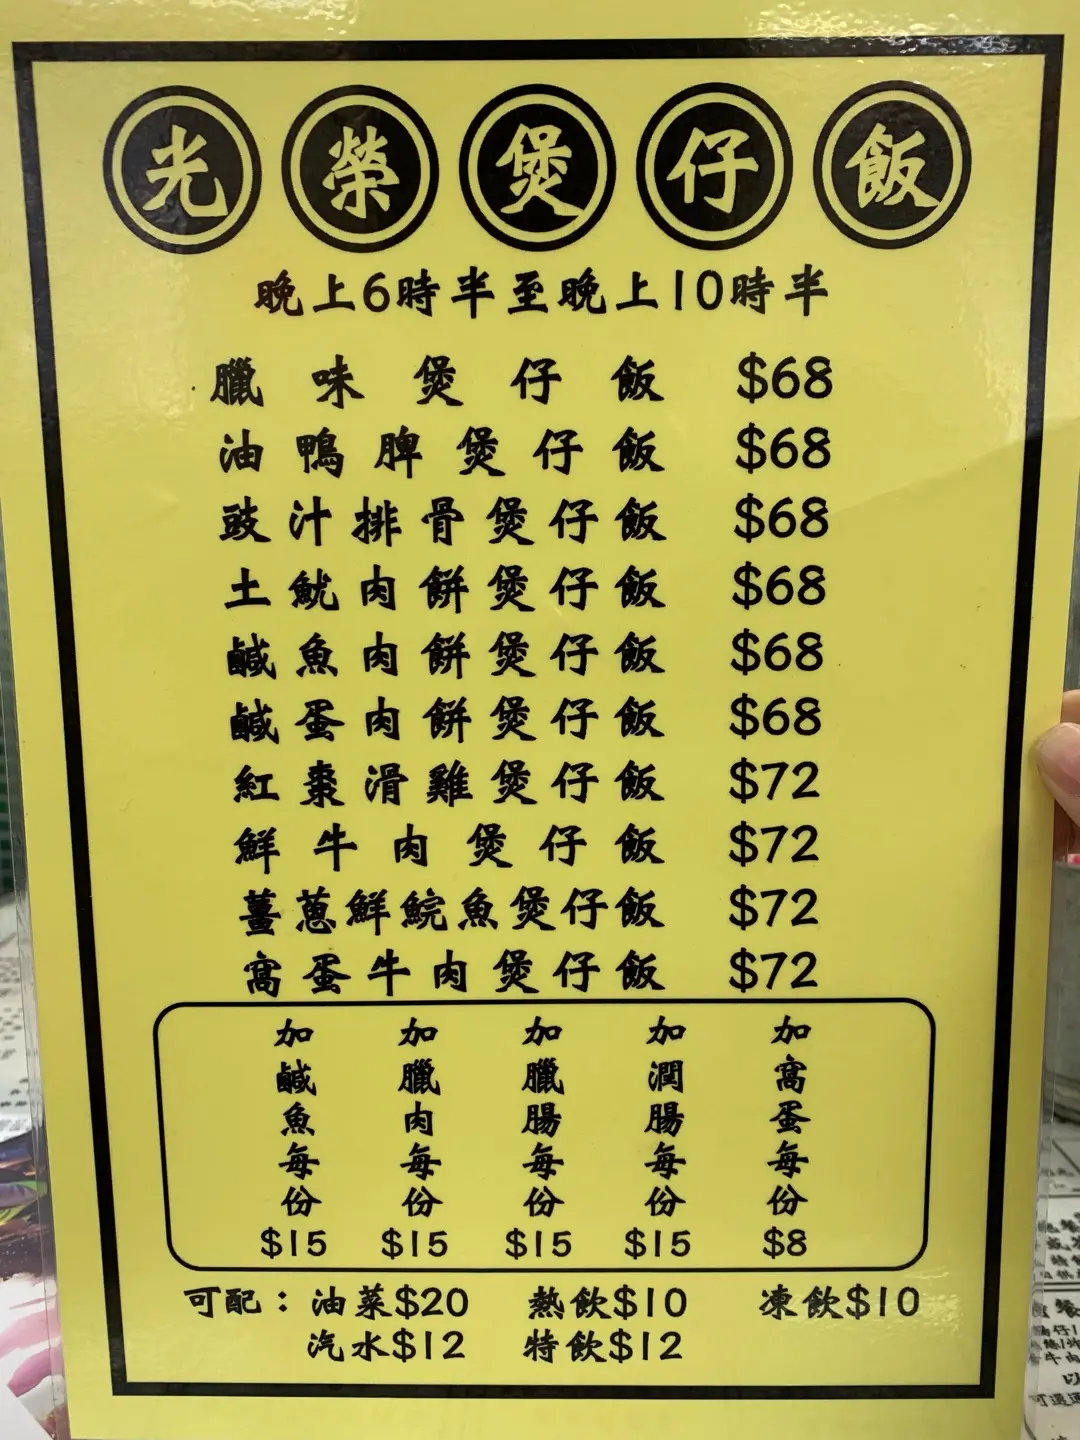 光榮煲仔飯
晚上6時半至晚上10時半
臘味煲仔飯 $68
油鴨脾煲仔飯 $68
豉汁排骨煲仔飯 $68
土魷肉餅煲仔飯 $68
鹹魚肉餅煲仔飯 $68
鹹蛋肉餅煲仔飯 $68
紅棗滑雞煲仔飯 $72
鮮牛肉煲仔飯 $72
薑蔥鮮鯇魚煲仔飯 $72
窩蛋牛肉煲仔飯 $72
加鹹魚每份 $15
加臘肉每份 $15
加臘腸每份 $15
加潤腸每份 $15
加窩蛋每份 $8
可配：油菜$20 熱飲$10 凍飲$10
汽水$12 特飲$12